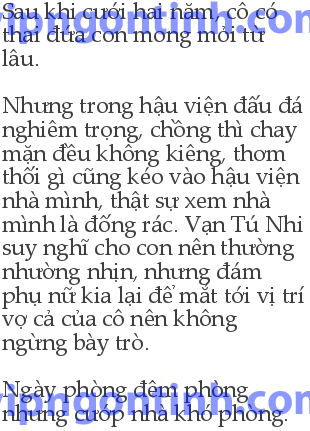 Sau khi cưới hai năm, cô có
thai đứa con mong mỏi từ
lâu.
Nhưng trong hậu viện đấu đá
nghiêm trọng, chồng thì chay
mặn đều không kiêng, thơm
thối gì cũng kéo vào hậu viện
nhà mình, thật sự xem nhà
mình là đống rác. Vạn Tú Nhi
suy nghĩ cho con nên thường
nhường nhịn, nhưng đám
phụ nữ kia lại để mắt tới vị trí
vợ cả của cô nên không
ngừng bày trò.
Ngày phòng đêm phòng
nhưng cướp nhà khó phòng.
vipngontinh.com
vipngontinh.com